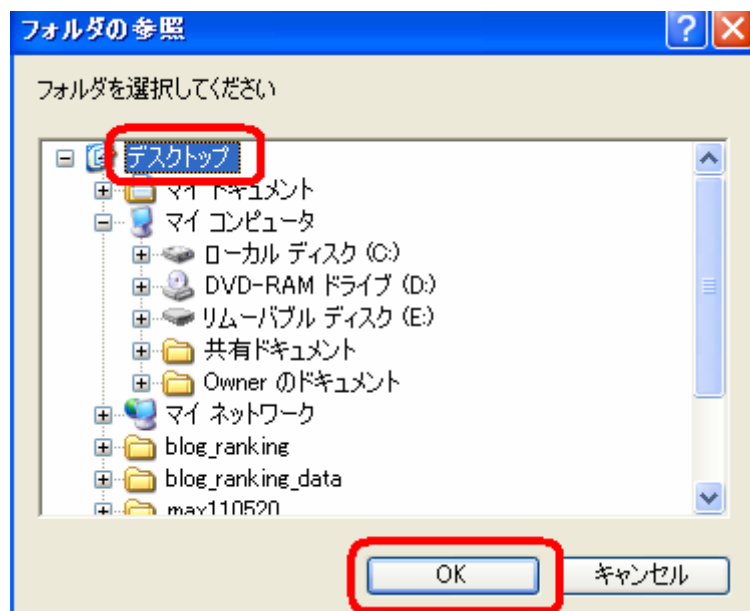 フォルダの参照
フォルダを選択してください
デスクトップ
マイ ドキュメント
マイ コンピュータ
ローカル ディスク (C:)
DVD-RAM ドライブ (D:)
リムーバブル ディスク (E:)
共有ドキュメント
Owner のドキュメント
マイ ネットワーク
blog_ranking
blog_ranking_data
max110520
OK
キャンセル